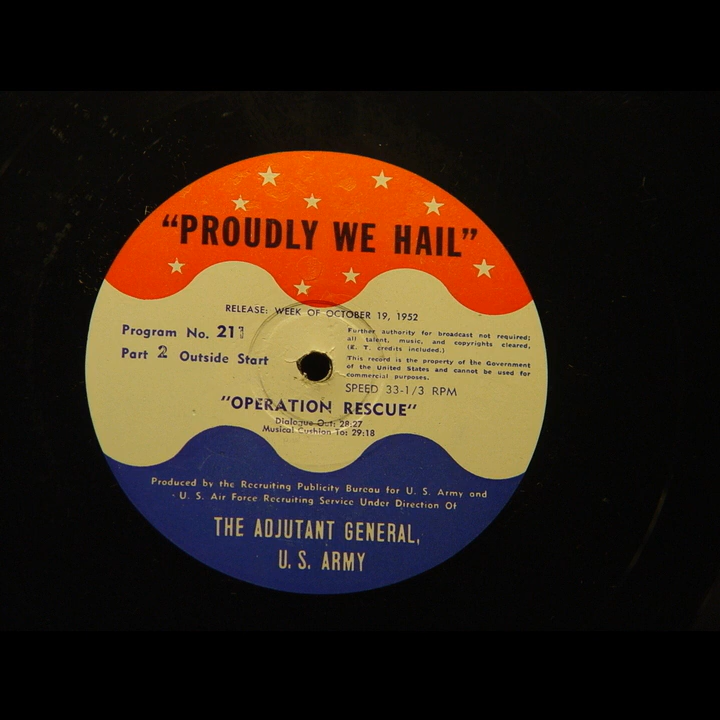 "PROUDLY WE HAIL"
RELEASE: WEEK OF OCTOBER 19, 1952
Program No. 211
Part 2 Outside Start
Further authority for broadcast not required;
all talent, music, and copyrights cleared,
(E. T. credits included.)
This record is the property of the Government
of the United States and cannot be used for
commercial purposes.
SPEED 33-1/3 RPM
"OPERATION RESCUE"
Dialogue Out: 28:27
Musical Cushion To: 29:18
Produced by the Recruiting Publicity Bureau for U. S. Army and
U. S. Air Force Recruiting Service Under Direction Of
THE ADJUTANT GENERAL,
U. S. ARMY